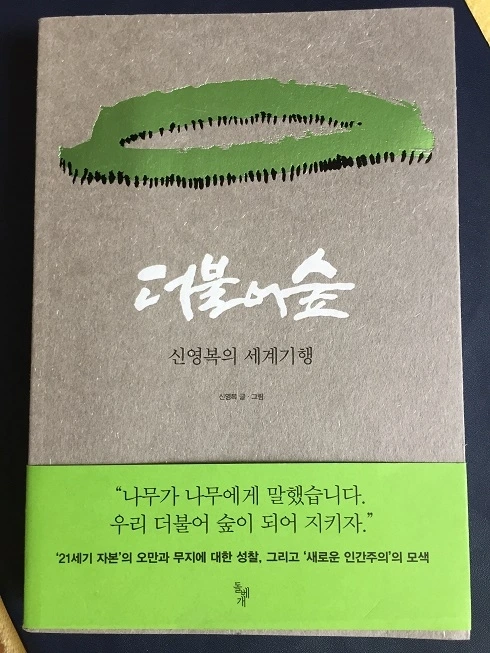 더불어숲
신영복의 세계기행
신영복 글·그림
“나무가 나무에게 말했습니다.
우리 더불어 숲이 되어 지키자.”
‘21세기 자본’의 오만과 무지에 대한 성찰, 그리고 ‘새로운 인간주의’의 모색
돌베개